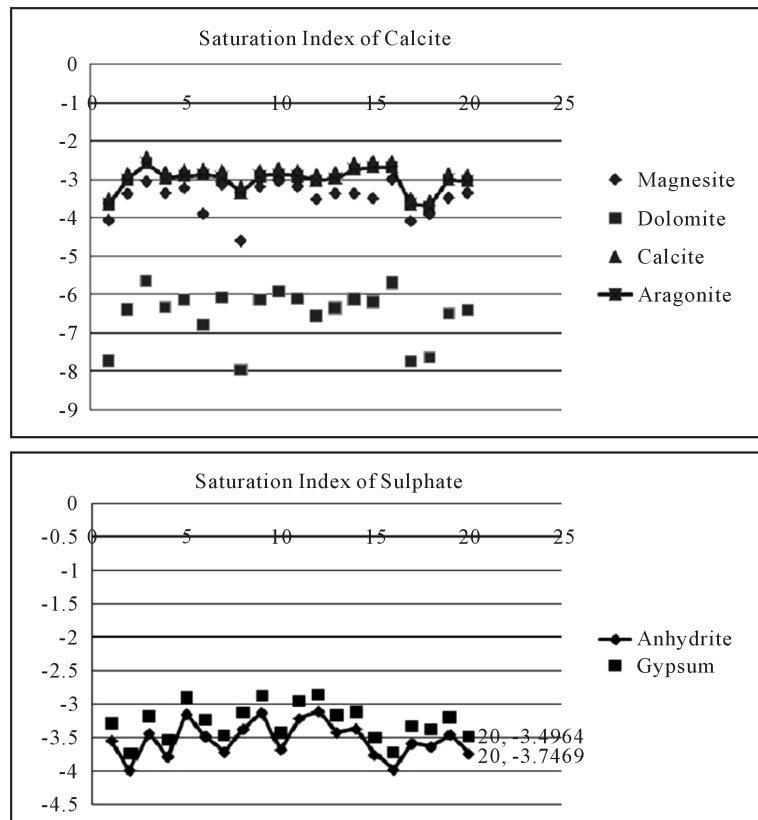 Saturation Index of Calcite
0
-1
0 5 10 15 20 25
-2
-3
-4
-5
-6
-7
-8
-9
Magnesite
Dolomite
Calcite
Aragonite
Saturation Index of Sulphate
0
-0.5
0 5 10 15 20 25
-1
-1.5
-2
-2.5
-3
-3.5
-4
-4.5
Anhydrite
Gypsum
20, -3.4964
20, -3.7469